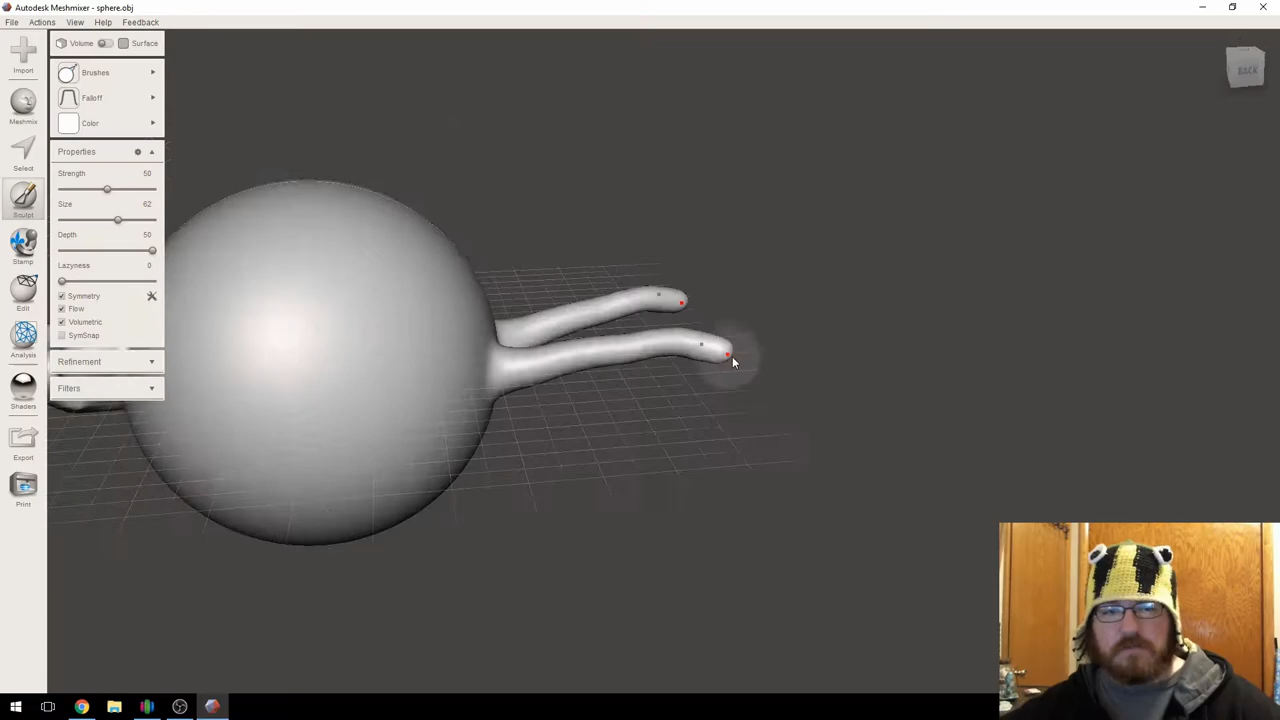 Autodesk Meshmixer - sphere.obj
File Actions View Help Feedback
Import
Meshmix
Select
Sculpt
Stamp
Edit
Analysis
Shaders
Export
Print
Volume Surface
Brushes
Falloff
Color
Properties
Strength 50
Size 62
Depth 50
Lazyness 0
Symmetry
Flow
Volumetric
SymSnap
Refinement
Filters
BACK